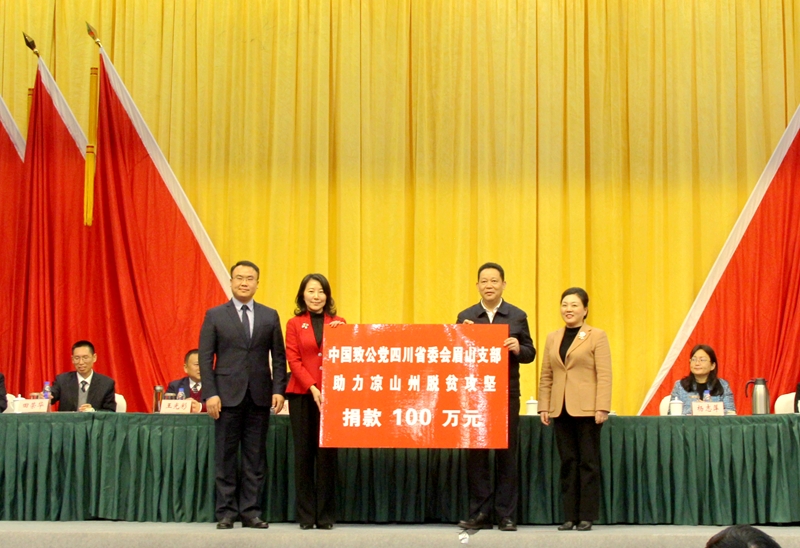 中国致公党四川省委会眉山支部
助力凉山州脱贫攻坚
捐款 100 万元